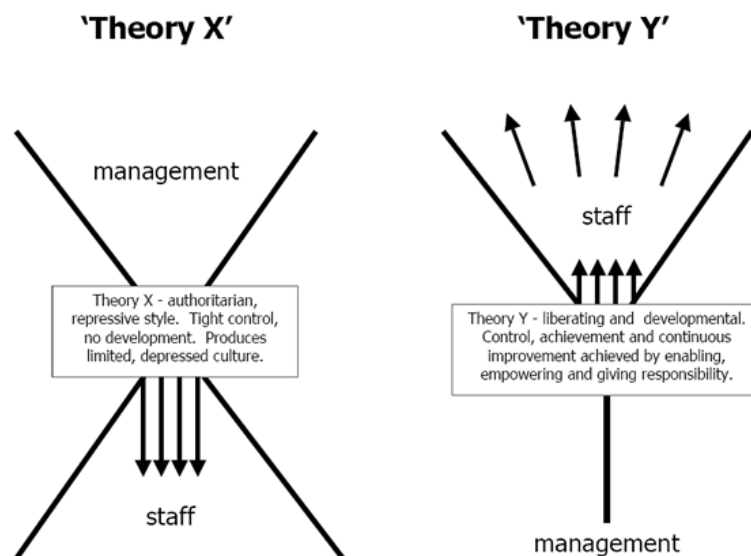 'Theory X'
management
Theory X - authoritarian,
repressive style. Tight control,
no development. Produces
limited, depressed culture.
staff
'Theory Y'
staff
Theory Y - liberating and developmental.
Control, achievement and continuous
improvement achieved by enabling,
empowering and giving responsibility.
management